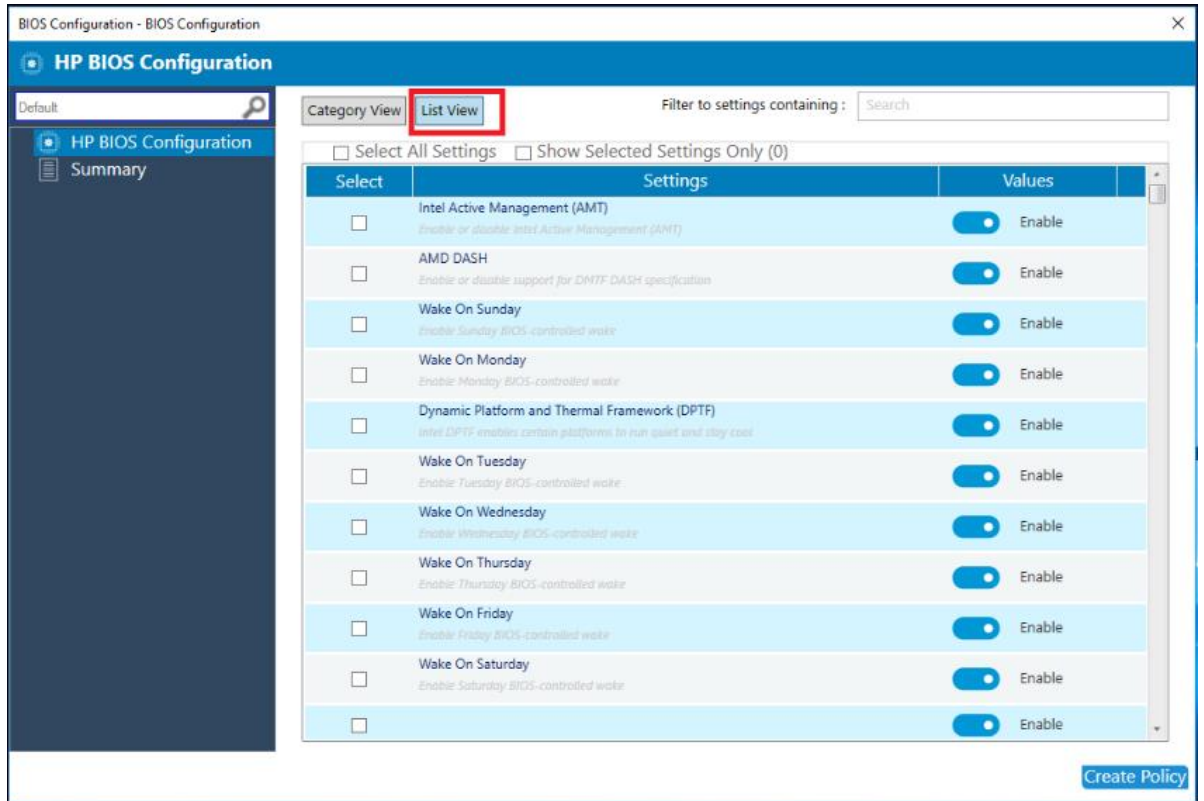 BIOS Configuration - BIOS Configuration
HP BIOS Configuration
Default
HP BIOS Configuration
Summary
Category View
List View
Filter to settings containing :
Search
Select All Settings
Show Selected Settings Only (0)
Select
Settings
Values
Intel Active Management (AMT)
Enable or disable Intel Active Management (AMT)
Enable
AMD DASH
Enable or disable support for DMTF DASH specification
Enable
Wake On Sunday
Enable Sunday BIOS-controlled wake
Enable
Wake On Monday
Enable Monday BIOS-controlled wake
Enable
Dynamic Platform and Thermal Framework (DPTF)
Intel DPTF enables certain platforms to run quiet and stay cool
Enable
Wake On Tuesday
Enable Tuesday BIOS-controlled wake
Enable
Wake On Wednesday
Enable Wednesday BIOS-controlled wake
Enable
Wake On Thursday
Enable Thursday BIOS-controlled wake
Enable
Wake On Friday
Enable Friday BIOS-controlled wake
Enable
Wake On Saturday
Enable Saturday BIOS-controlled wake
Enable
Enable
Create Policy